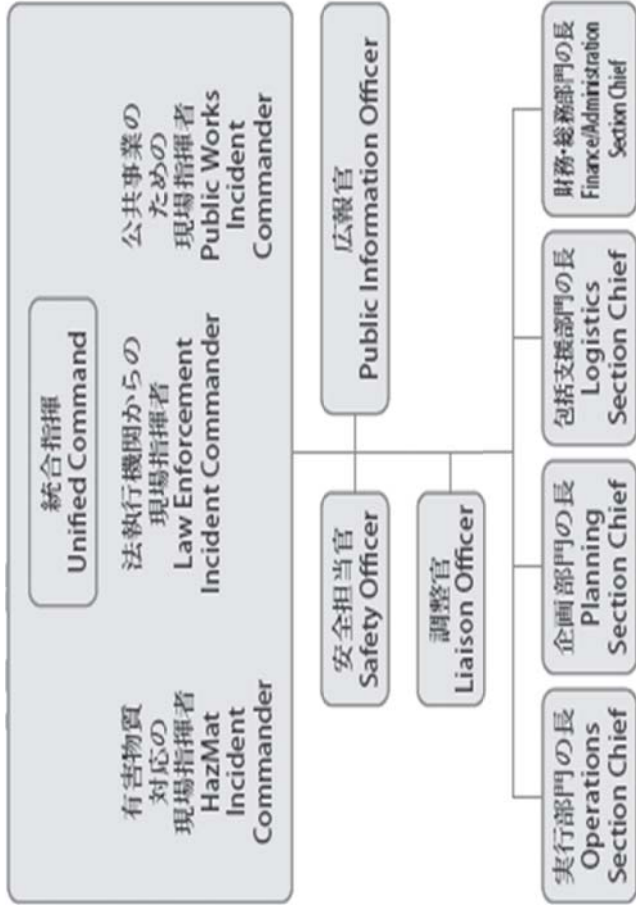 統合指揮
Unified Command
有害物質
対応の
現場指揮者
HazMat
Incident
Commander
法執行機関からの
現場指揮者
Law Enforcement
Incident Commander
公共事業の
ための
現場指揮者
Public Works
Incident
Commander
安全担当官
Safety Officer
広報官
Public Information Officer
調整官
Liaison Officer
実行部門の長
Operations
Section Chief
企画部門の長
Planning
Section Chief
包括支援部門の長
Logistics
Section Chief
財務・総務部門の長
Finance/Administration
Section Chief